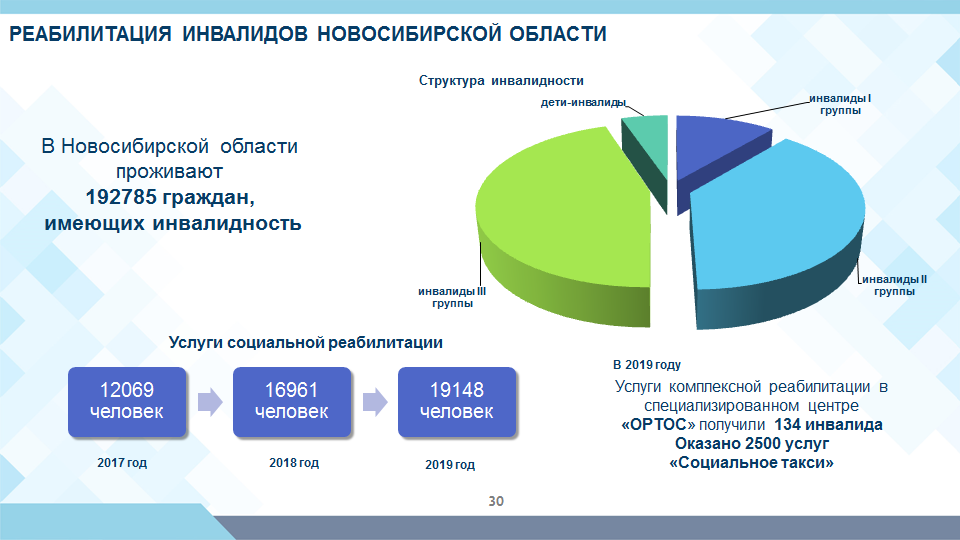 РЕАБИЛИТАЦИЯ ИНВАЛИДОВ НОВОСИБИРСКОЙ ОБЛАСТИ
В Новосибирской области
проживают
192785 граждан,
имеющих инвалидность
Структура инвалидности
дети-инвалиды
инвалиды I
группы
инвалиды II
группы
инвалиды III
группы
Услуги социальной реабилитации
12069
человек
16961
человек
19148
человек
2017 год
2018 год
2019 год
В 2019 году
Услуги комплексной реабилитации в
специализированном центре
«ОРТОС» получили 134 инвалида
Оказано 2500 услуг
«Социальное такси»
30